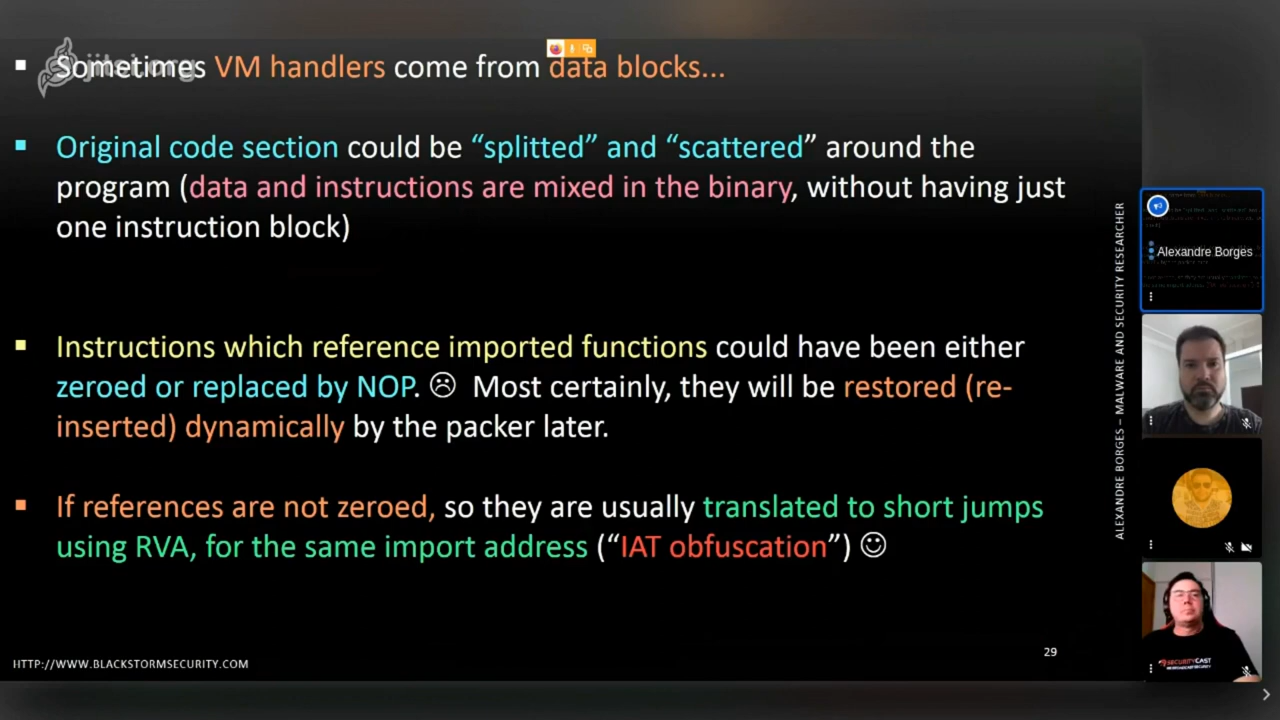 jitsi.org
▪ Sometimes VM handlers come from data blocks...
▪ Original code section could be “splitted” and “scattered” around the
program (data and instructions are mixed in the binary, without having just
one instruction block)
▪ Instructions which reference imported functions could have been either
zeroed or replaced by NOP. ☹ Most certainly, they will be restored (re-
inserted) dynamically by the packer later.
▪ If references are not zeroed, so they are usually translated to short jumps
using RVA, for the same import address (“IAT obfuscation”) ☺
HTTP://WWW.BLACKSTORMSECURITY.COM
29
ALEXANDRE BORGES – MALWARE AND SECURITY RESEARCHER
Alexandre Borges
SECURITYCAST